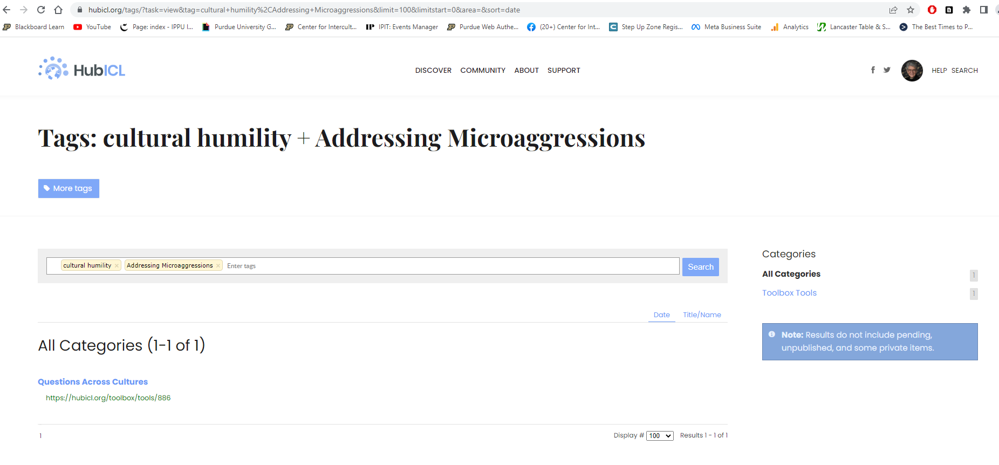 hubicl.org/tags/?task=view&tag=cultural+humility%2CAddressing+Microaggressions&limit=100&limitstart=0&area=&sort=date
Blackboard Learn YouTube Page: index - IPPU I... Purdue University G... Center for Intercult... IPIT: Events Manager Purdue Web Authe... (20+) Center for Int... Step Up Zone Regis... Meta Business Suite Analytics Lancaster Table & S... The Best Times to P...
HubICL DISCOVER COMMUNITY ABOUT SUPPORT HELP SEARCH
Tags: cultural humility + Addressing Microaggressions
More tags
cultural humility × Addressing Microaggressions × Enter tags Search
Date Title/Name
All Categories (1-1 of 1)
Questions Across Cultures
https://hubicl.org/toolbox/tools/886
1 Display # 100 Results 1 - 1 of 1
Categories
All Categories 1
Toolbox Tools 1
Note: Results do not include pending,
unpublished, and some private items.